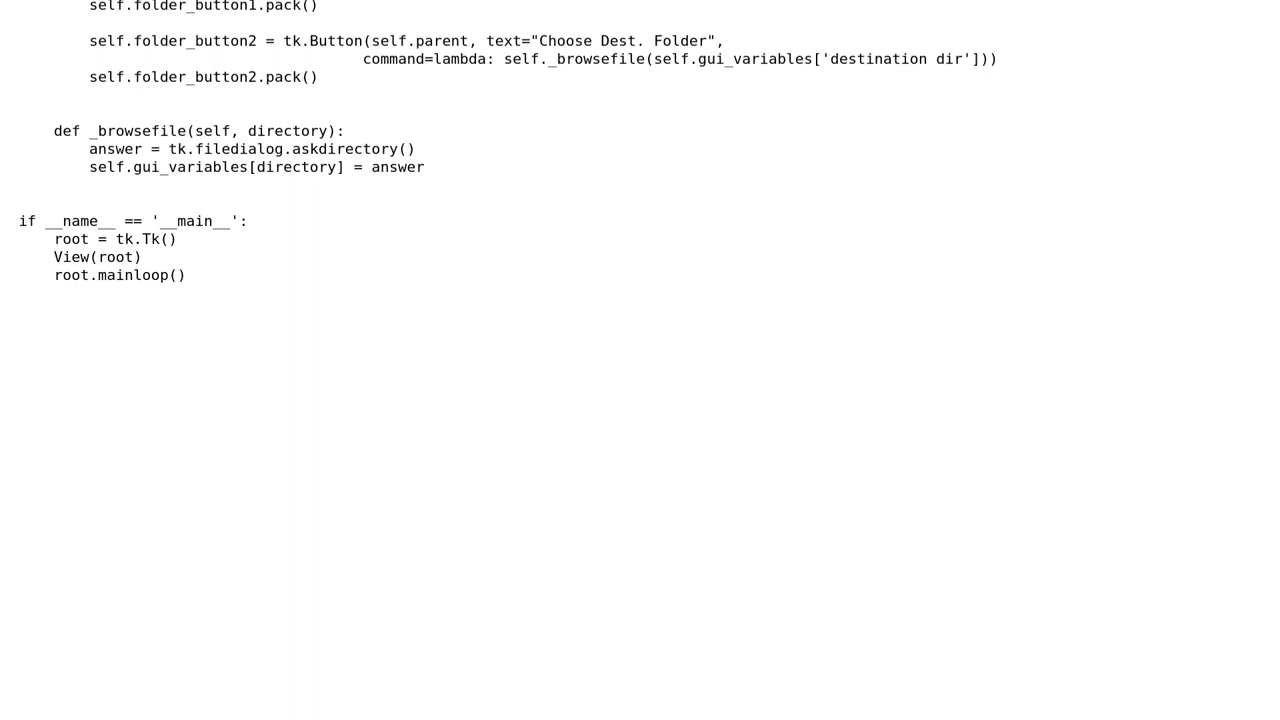 self.folder_button1.pack()

        self.folder_button2 = tk.Button(self.parent, text="Choose Dest. Folder",
                                       command=lambda: self._browsefile(self.gui_variables['destination dir']))
        self.folder_button2.pack()


    def _browsefile(self, directory):
        answer = tk.filedialog.askdirectory()
        self.gui_variables[directory] = answer


if __name__ == '__main__':
    root = tk.Tk()
    View(root)
    root.mainloop()